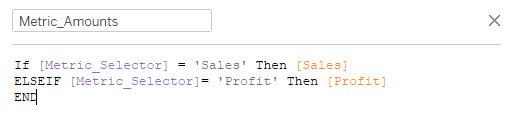 Metric_Amounts
If [Metric_Selector] = 'Sales' Then [Sales]
ELSEIF [Metric_Selector]= 'Profit' Then [Profit]
END